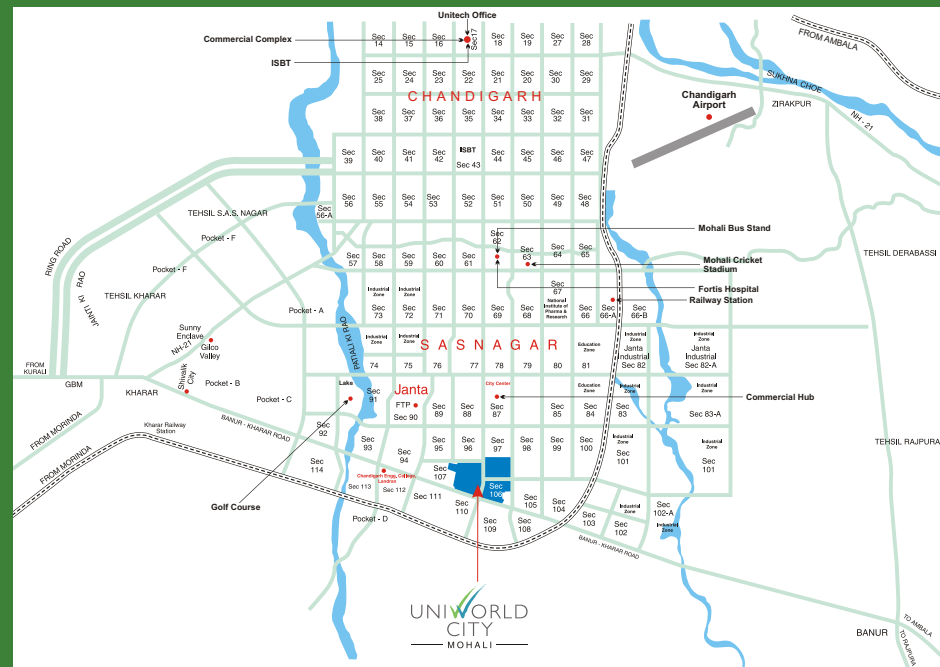 Unitech Office
Commercial Complex
ISBT
Sec 14
Sec 15
Sec 16
Sec17
Sec 18
Sec 19
Sec 27
Sec 28
FROM AMBALA
Sec 25
Sec 24
Sec 23
Sec 22
Sec 21
Sec 20
Sec 30
Sec 29
SUKHNA CHOE
CHANDIGARH
Chandigarh
Airport
ZIRAKPUR
NH - 21
Sec 38
Sec 37
Sec 36
Sec 35
Sec 34
Sec 33
Sec 32
Sec 31
Sec 39
Sec 40
Sec 41
Sec 42
ISBT
Sec 43
Sec 44
Sec 45
Sec 46
Sec 47
TEHSIL S.A.S. NAGAR
Sec 56-A
Sec 56
Sec 55
Sec 54
Sec 53
Sec 52
Sec 51
Sec 50
Sec 49
Sec 48
Pocket - F
Mohali Bus Stand
RING ROAD
JAINTI KI RAO
Pocket - F
Sec 57
Sec 58
Sec 59
Sec 60
Sec 61
Sec 62
Sec 63
Sec 64
Sec 65
Mohali Cricket
Stadium
TEHSIL DERABASSI
Fortis Hospital
Railway Station
TEHSIL KHARAR
Pocket - A
Industrial Zone
Sec 73
Industrial Zone
Sec 72
Sec 71
Sec 70
Sec 69
Sec 68
Sec 67
National Institute of Pharma & Research
Sec 66
Sec 66-A
Sec 66-B
PATIALI KI RAO
Sunny Enclave
NH-21
Gilco Valley
Industrial Zone
Industrial Zone
SASNAGAR
Education Zone
Industrial Zone
Janta Industrial
Sec 82
Industrial Zone
Janta Industrial
Sec 82-A
FROM KURALI
GBM
KHARAR
Shivalik City
Pocket - B
Pocket - C
74
75
76
77
78
79
80
81
Lake
Sec 91
Janta
FTP
Sec 90
Sec 89
Sec 88
City Center
Sec 87
Sec 85
Education Zone
Sec 84
Industrial Zone
Sec 83
Industrial Zone
Sec 83-A
Commercial Hub
FROM MORINDA
Kharar Railway Station
BANUR - KHARAR ROAD
Sec 92
Sec 93
Sec 94
Sec 95
Sec 96
Sec 97
Sec 98
Sec 99
Sec 100
Industrial Zone
Sec 101
Industrial Zone
Sec 101
TEHSIL RAJPURA
FROM MORINDA
Sec 114
Chandigarh Engg. College, Landran
Sec 113
Sec 112
Sec 107
Sec 106
Sec 111
Sec 110
Sec 105
Sec 104
Industrial Zone
Sec 102-A
Industrial Zone
Golf Course
Pocket - D
Sec 109
Sec 108
Sec 103
Sec 102
BANUR - KHARAR ROAD
UNIWORLD
CITY
MOHALI
BANUR
TO AMBALA
TO RAJPURA